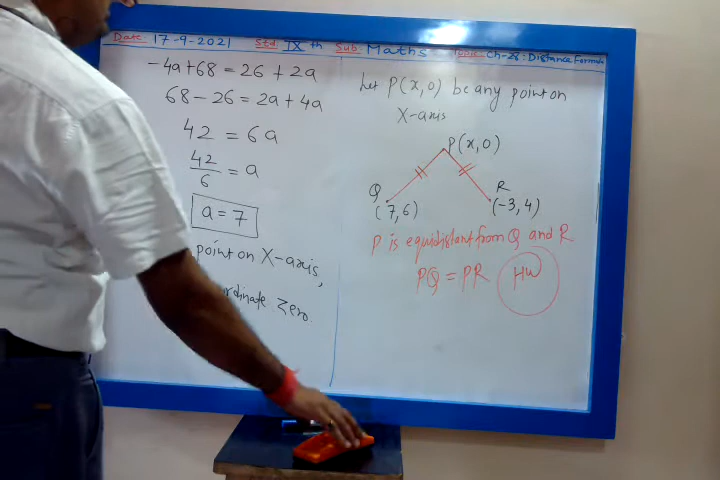 Date: 17-9-2021 Std IX th Sub: Maths Topic: Ch-28: Distance Formula
-4a+68 = 26 + 2a
68 - 26 = 2a + 4a
42 = 6a
42/6 = a
a = 7
point on X-axis,
Zero.
Let P(x,0) be any point on
X-axis
P(x,0)
Q
(7,6)
R
(-3,4)
P is equidistant from Q and R
PQ = PR
HW